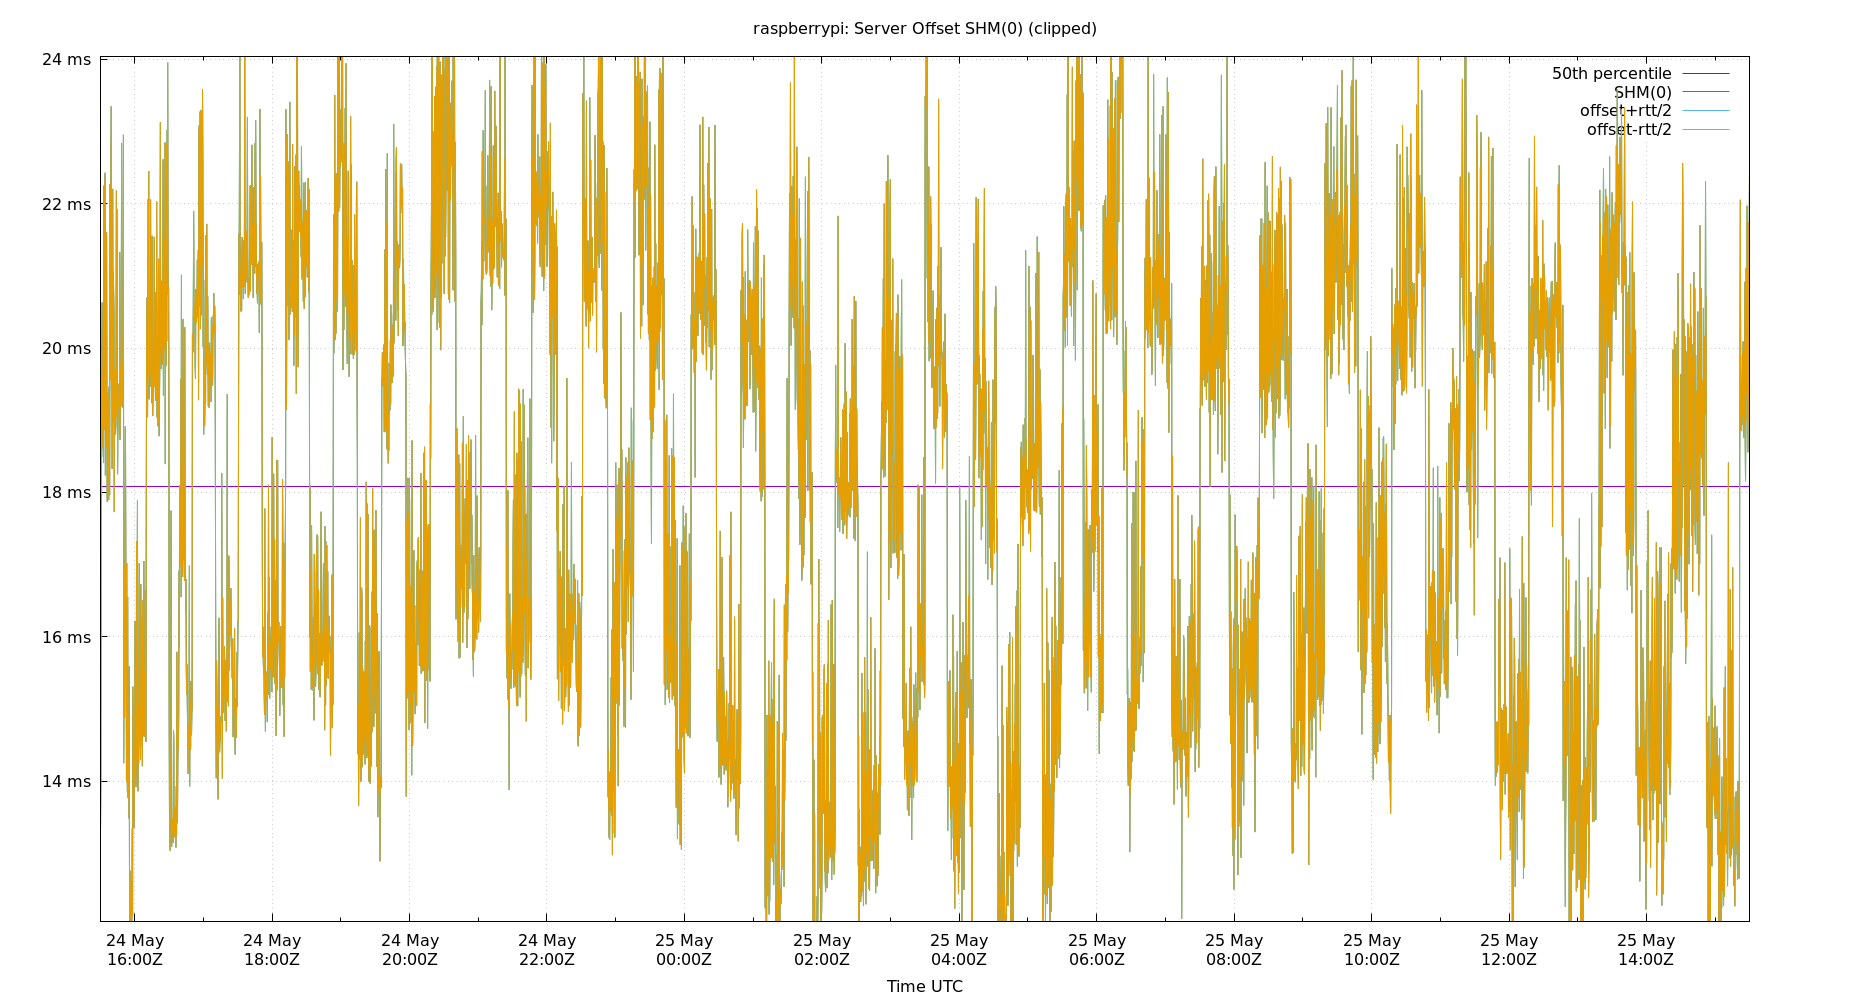 raspberrypi: Server Offset SHM(0) (clipped)
24 ms
22 ms
20 ms
18 ms
16 ms
14 ms
50th percentile
SHM(0)
offset+rtt/2
offset-rtt/2
24 May 24 May 24 May 24 May 25 May 25 May 25 May 25 May 25 May 25 May 25 May 25 May
16:00Z 18:00Z 20:00Z 22:00Z 00:00Z 02:00Z 04:00Z 06:00Z 08:00Z 10:00Z 12:00Z 14:00Z
Time UTC